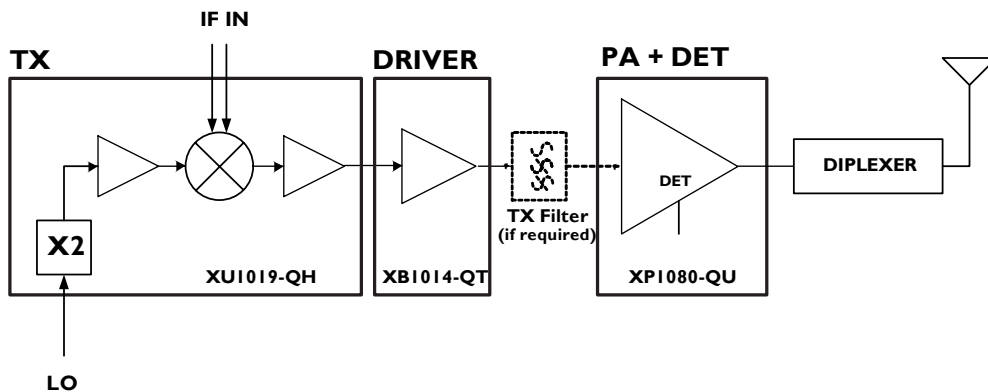 IF IN
TX
DRIVER
PA + DET
DIPLEXER
DET
X2
TX Filter
(if required)
XU1019-QH
XB1014-QT
XP1080-QU
LO